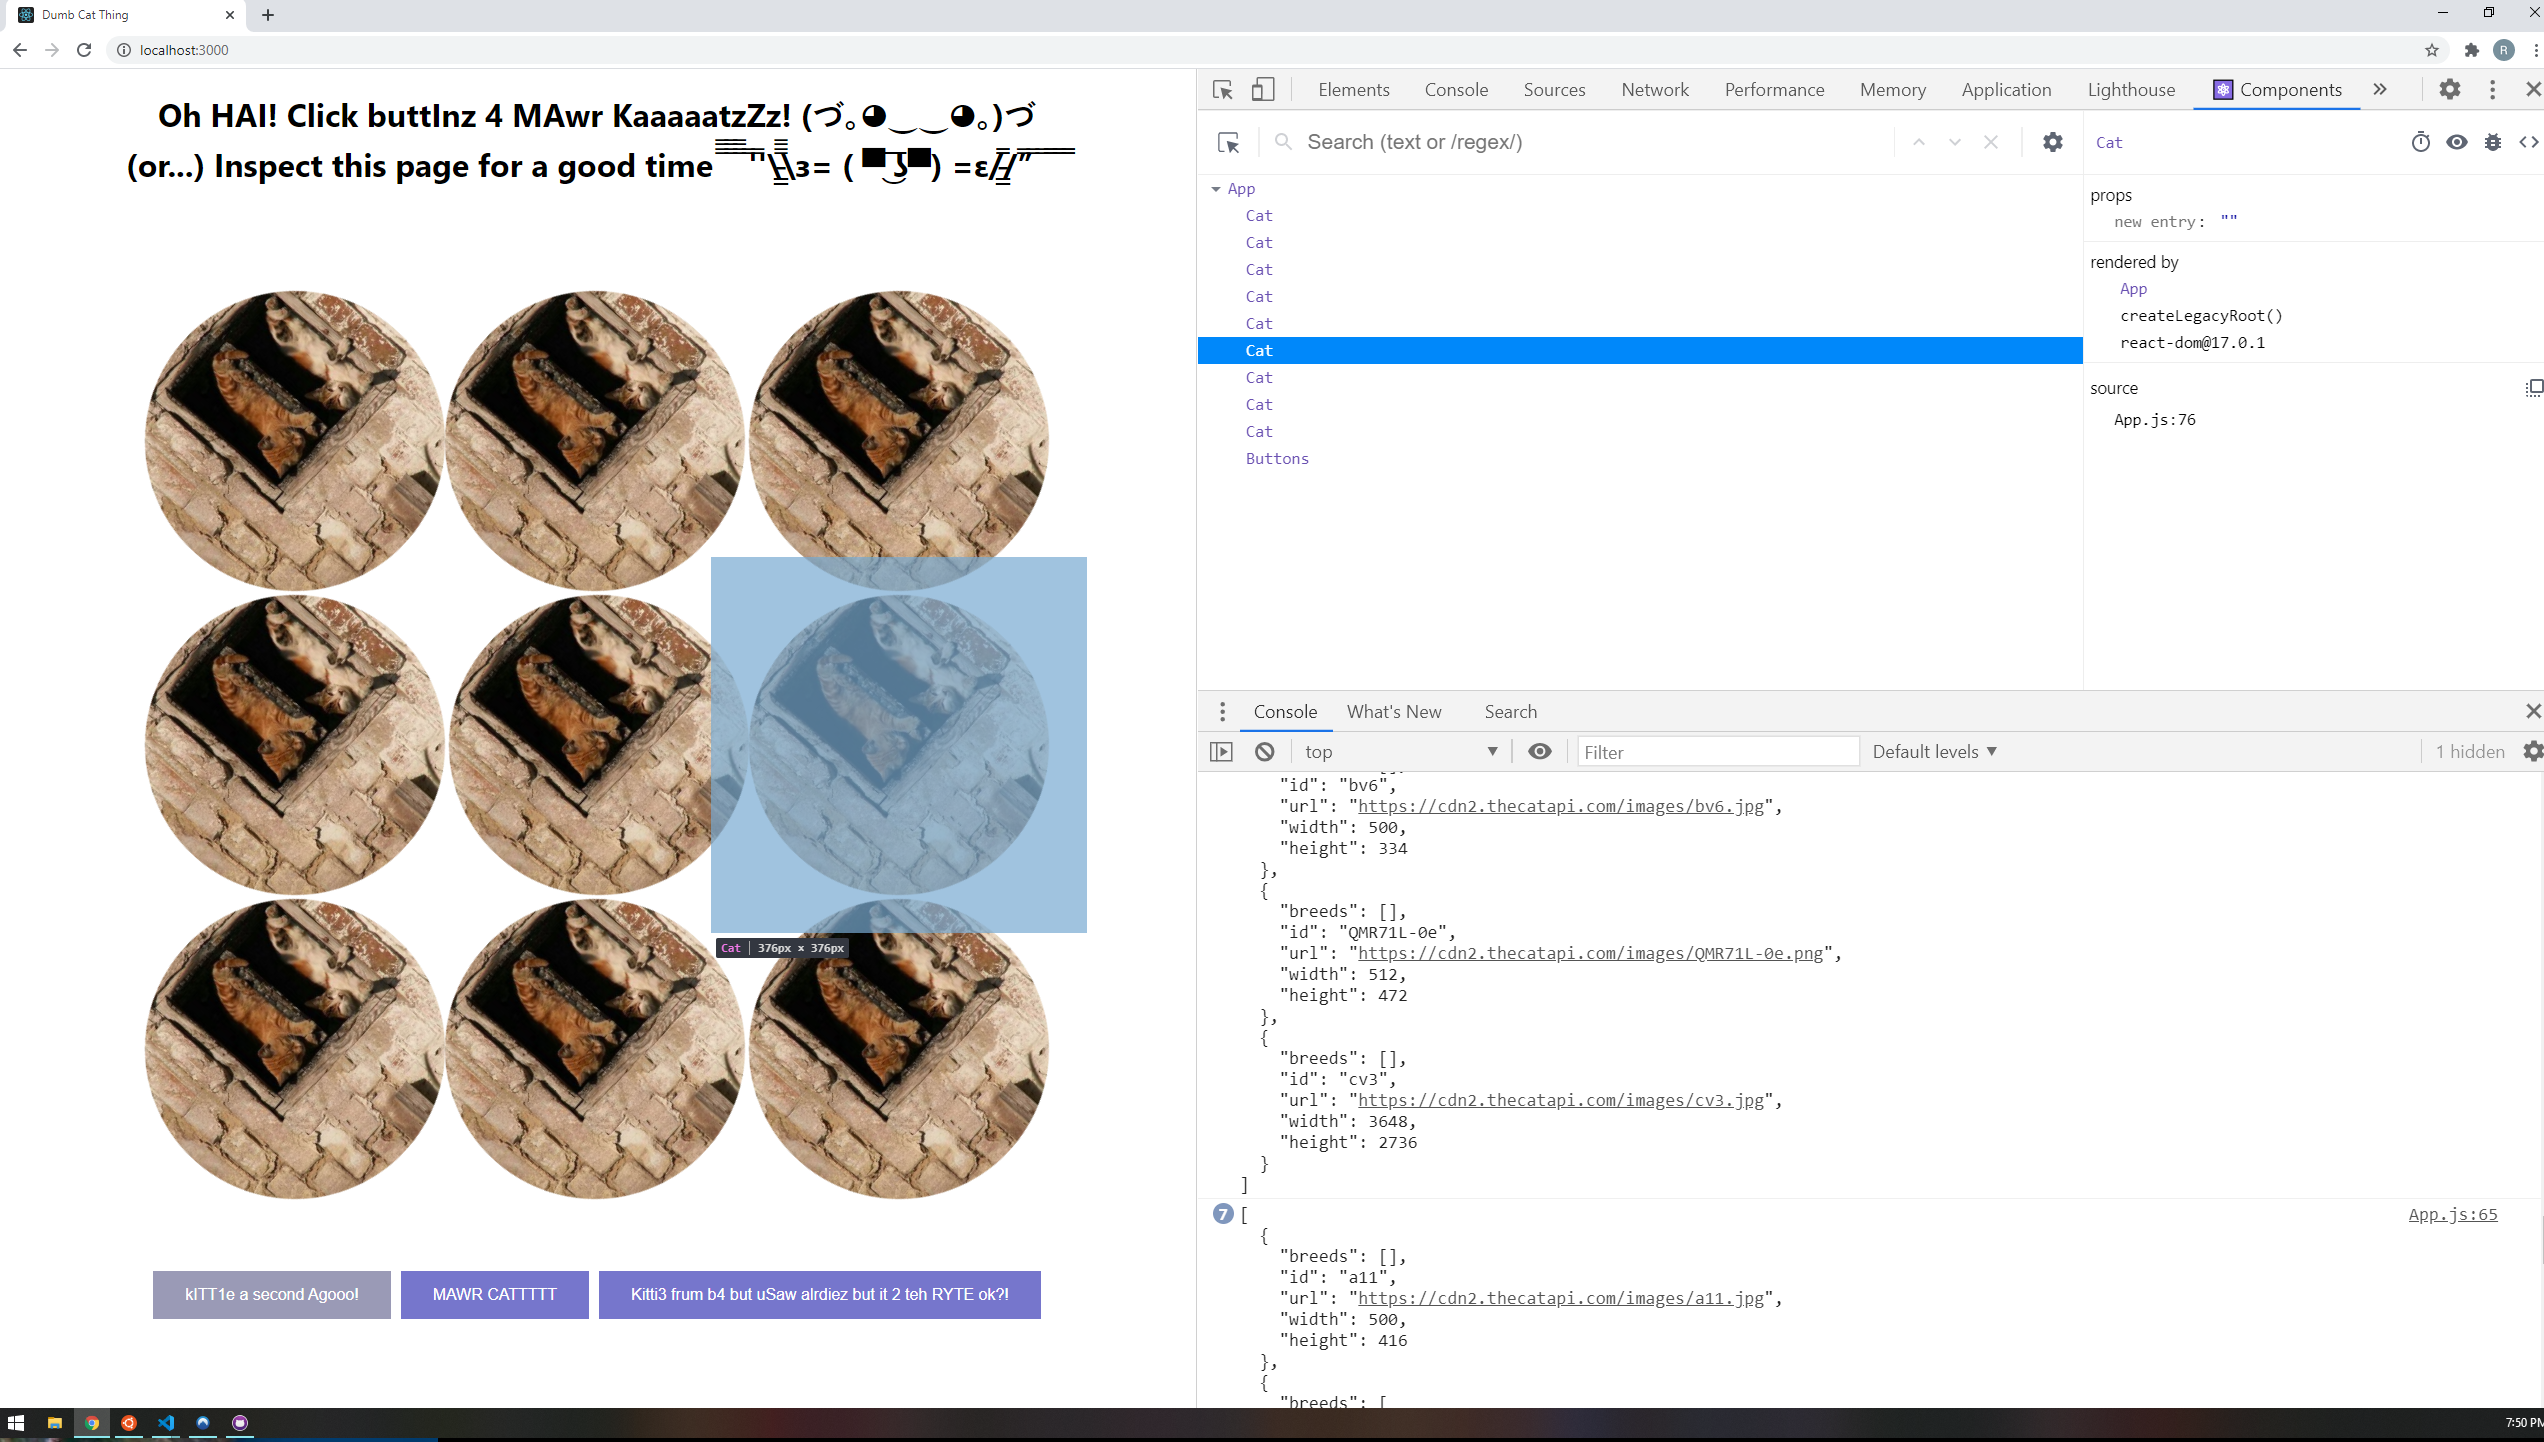 Dumb Cat Thing
localhost:3000
R
Oh HAI! Click buttInz 4 MAwr KaaaaatzZz! (づ｡◕‿‿◕｡)づ
(or...) Inspect this page for a good time
kITT1e a second Agooo!
MAWR CATTTTT
Kitti3 frum b4 but uSaw alrdiez but it 2 teh RYTE ok?!
Elements Console Sources Network Performance Memory Application Lighthouse Components
Search (text or /regex/)
App
Cat
Cat
Cat
Cat
Cat
Cat
Cat
Cat
Cat
Buttons
Cat
props
new entry: ""
rendered by
App
createLegacyRoot()
react-dom@17.0.1
source
App.js:76
Cat | 376px × 376px
Console What's New Search
top Filter Default levels 1 hidden
"id": "bv6",
"url": "https://cdn2.thecatapi.com/images/bv6.jpg",
"width": 500,
"height": 334
},
{
"breeds": [],
"id": "QMR71L-0e",
"url": "https://cdn2.thecatapi.com/images/QMR71L-0e.png",
"width": 512,
"height": 472
},
{
"breeds": [],
"id": "cv3",
"url": "https://cdn2.thecatapi.com/images/cv3.jpg",
"width": 3648,
"height": 2736
}
]
7 [ App.js:65
{
"breeds": [],
"id": "a11",
"url": "https://cdn2.thecatapi.com/images/a11.jpg",
"width": 500,
"height": 416
},
{
"breeds": [
7:50 PM